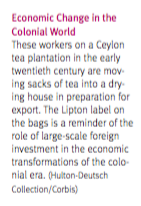 Economic Change in the
Colonial World
These workers on a Ceylon
tea plantation in the early
twentieth century are mov-
ing sacks of tea into a dry-
ing house in preparation for
export. The Lipton label on
the bags is a reminder of the
role of large-scale foreign
investment in the economic
transformations of the colo-
nial era. (Hulton-Deutsch
Collection/Corbis)